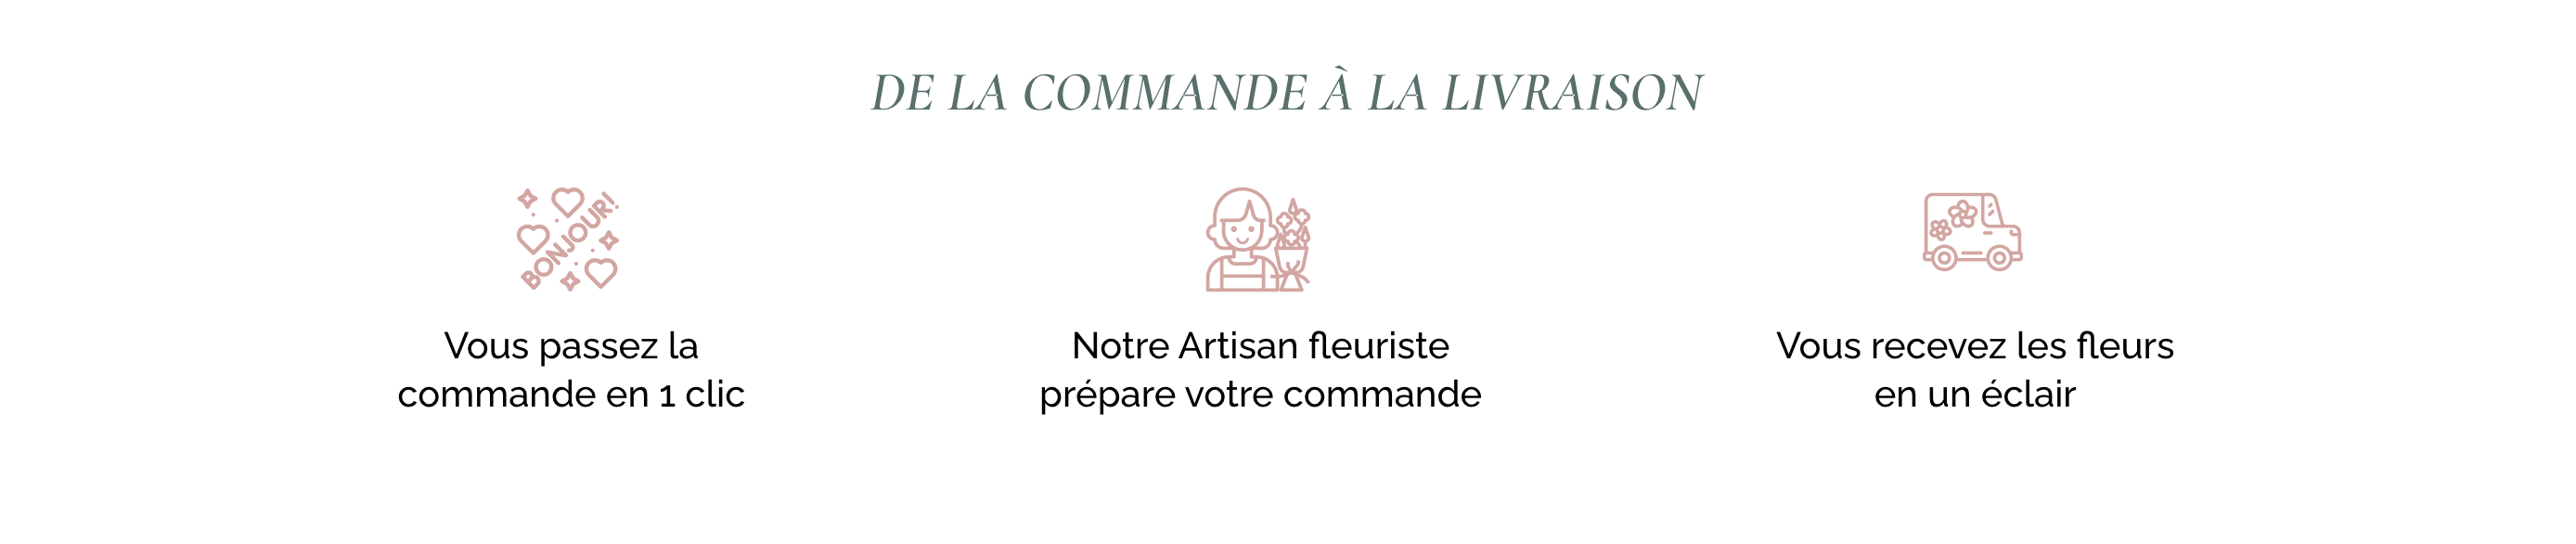 DE LA COMMANDE À LA LIVRAISON
BONJOUR!
Vous passez la
commande en 1 clic
Notre Artisan fleuriste
prépare votre commande
Vous recevez les fleurs
en un éclair